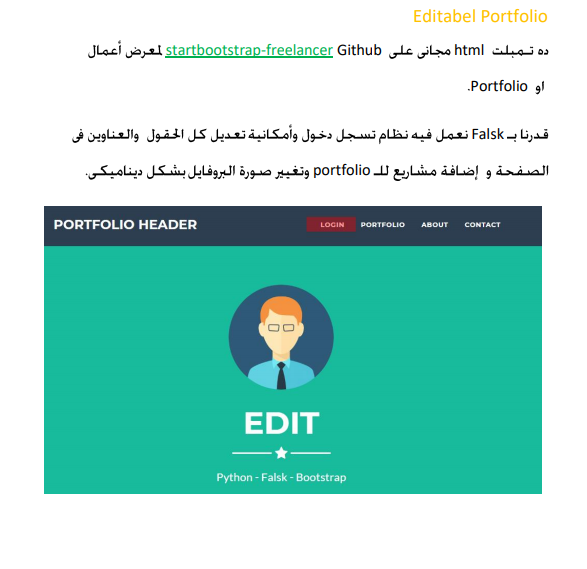 Editabel Portfolio
ده تمبلت html مجانى على Github startbootstrap-freelancer لمعرض أعمال
او Portfolio.
قدرنا بـ Falsk نعمل فيه نظام تسجل دخول وأمكانية تعديل كل الحقول والعناوين فى
الصفحة و إضافة مشاريع للـ portfolio وتغيير صورة البروفايل بشكل ديناميكى.
PORTFOLIO HEADER LOGIN PORTFOLIO ABOUT CONTACT
EDIT
Python - Falsk - Bootstrap